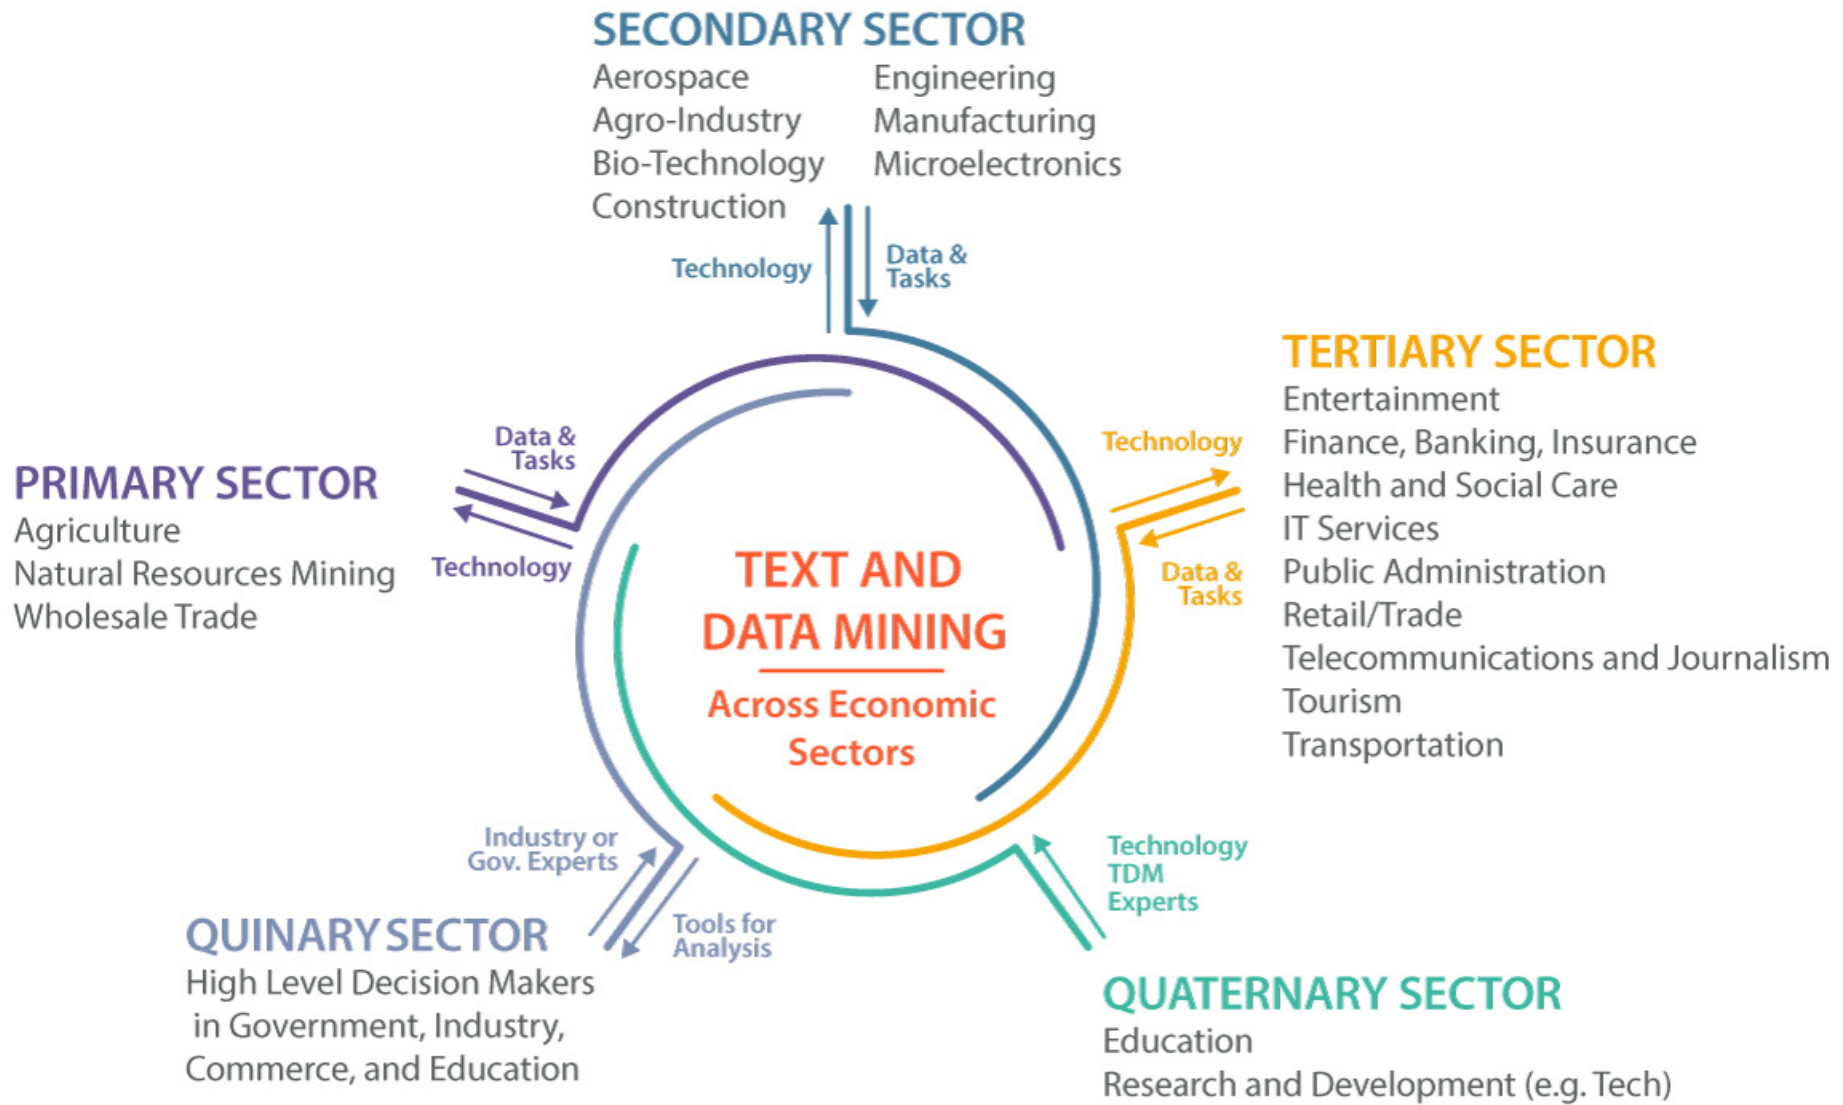 SECONDARY SECTOR
Aerospace
Agro-Industry
Bio-Technology
Construction
Engineering
Manufacturing
Microelectronics
Technology
Data &
Tasks
TERTIARY SECTOR
Entertainment
Finance, Banking, Insurance
Health and Social Care
IT Services
Public Administration
Retail/Trade
Telecommunications and Journalism
Tourism
Transportation
Technology
Data &
Tasks
PRIMARY SECTOR
Agriculture
Natural Resources Mining
Wholesale Trade
Data &
Tasks
Technology
TEXT AND
DATA MINING
Across Economic
Sectors
Industry or
Gov. Experts
Tools for
Analysis
QUINARY SECTOR
High Level Decision Makers
in Government, Industry,
Commerce, and Education
Technology
TDM
Experts
QUATERNARY SECTOR
Education
Research and Development (e.g. Tech)